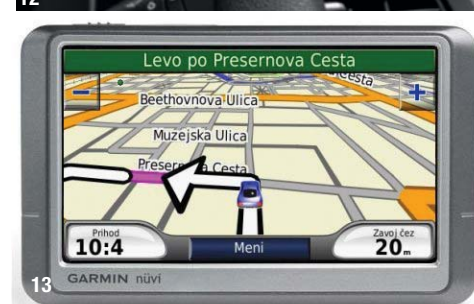 12
Levo po Presernova Cesta
Cesta
Beethovnova Ulica
Muzejska Ulica
Cesta
Prihod
10:4
Meni
Zavoj čez
20m
13
GARMIN nüvi